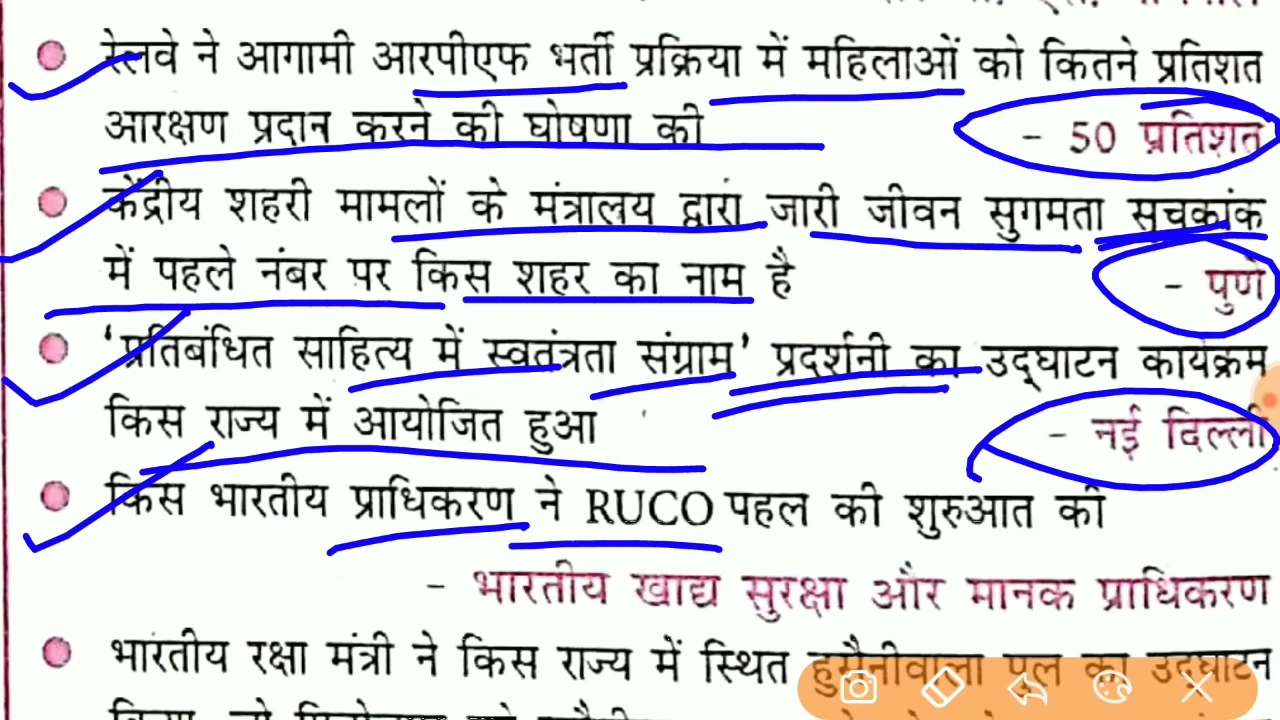 रेलवे ने आगामी आरपीएफ भर्ती प्रक्रिया में महिलाओं को कितने प्रतिशत
आरक्षण प्रदान करने की घोषणा की - 50 प्रतिशत
केंद्रीय शहरी मामलों के मंत्रालय द्वारा जारी जीवन सुगमता सूचकांक
में पहले नंबर पर किस शहर का नाम है - पुणे
'प्रतिबंधित साहित्य में स्वतंत्रता संग्राम' प्रदर्शनी का उद्घाटन कार्यक्रम
किस राज्य में आयोजित हुआ - नई दिल्ली
किस भारतीय प्राधिकरण ने RUCO पहल की शुरुआत की
- भारतीय खाद्य सुरक्षा और मानक प्राधिकरण
भारतीय रक्षा मंत्री ने किस राज्य में स्थित हुसैनीवाला पुल का उद्घाटन